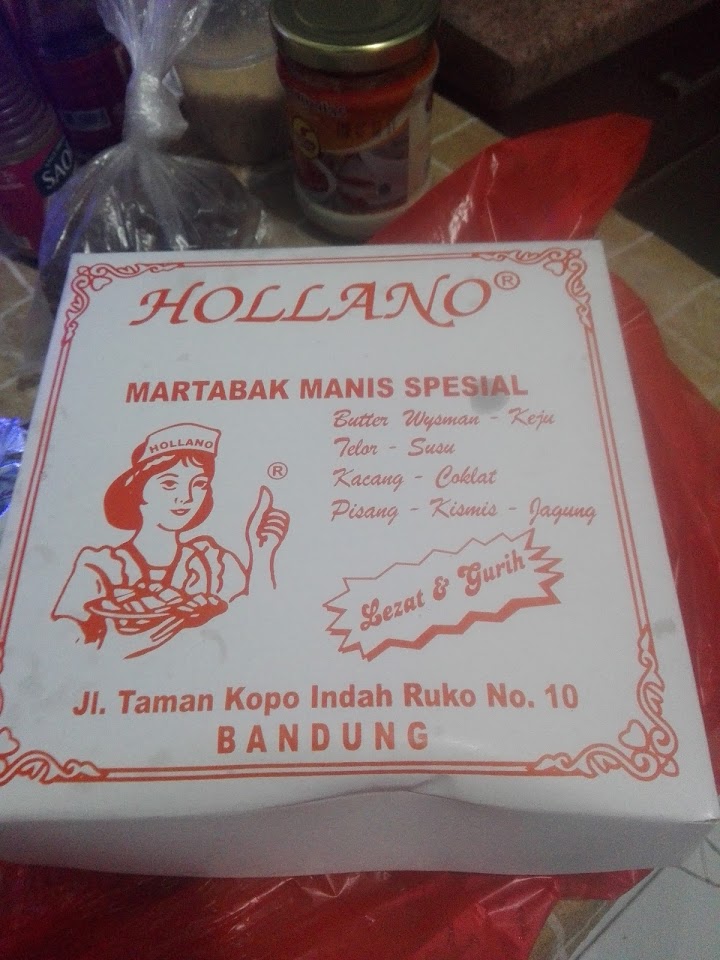 SAO
HOLLANO®
MARTABAK MANIS SPESIAL
Butter Wysman - Keju
Telor - Susu
Kacang - Coklat
Pisang - Kismis - Jagung
HOLLANO
®
Lezat & Gurih
Jl. Taman Kopo Indah Ruko No. 10
BANDUNG